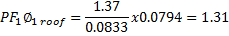 PF₁∅₁ roof = 1.37/0.0833 x0.0794 = 1.31